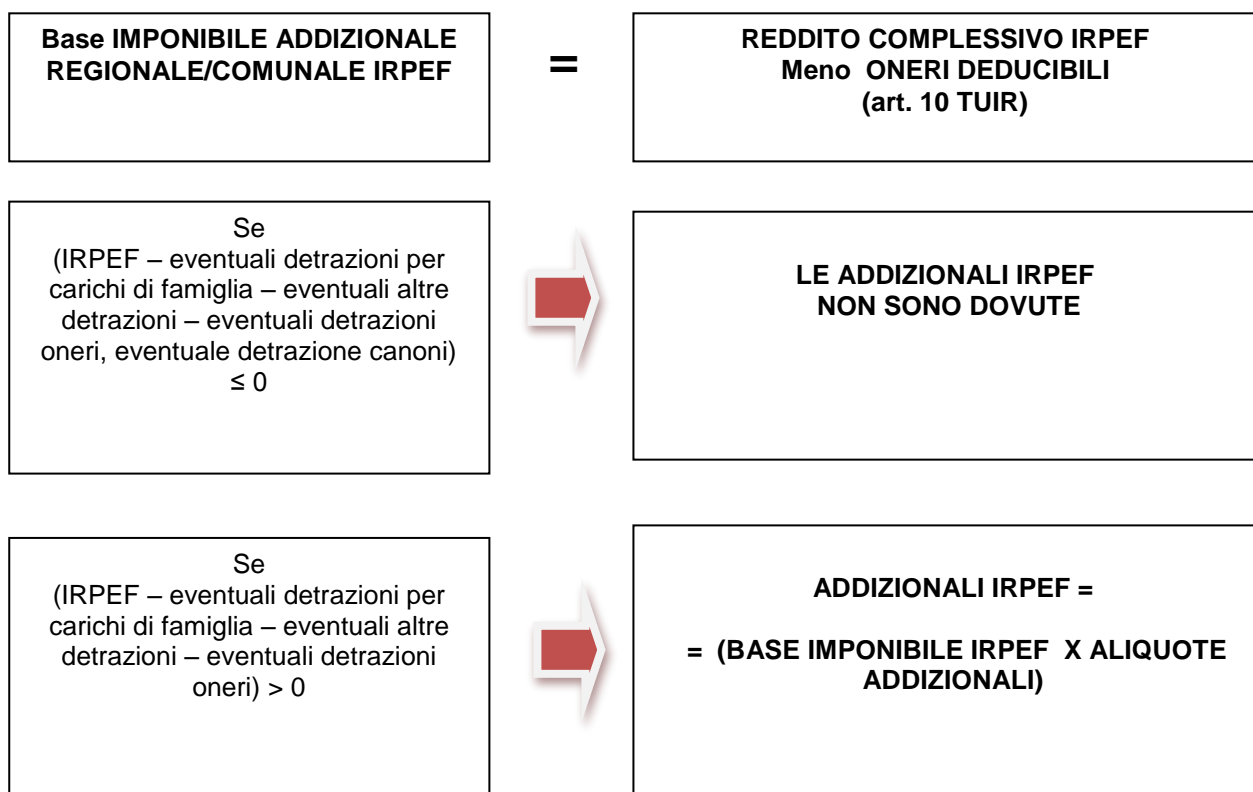 Base IMPONIBILE ADDIZIONALE
REGIONALE/COMUNALE IRPEF
=
REDDITO COMPLESSIVO IRPEF
Meno ONERI DEDUCIBILI
(art. 10 TUIR)
Se
(IRPEF – eventuali detrazioni per
carichi di famiglia – eventuali altre
detrazioni – eventuali detrazioni
oneri, eventuale detrazione canoni)
≤ 0
LE ADDIZIONALI IRPEF
NON SONO DOVUTE
Se
(IRPEF – eventuali detrazioni per
carichi di famiglia – eventuali altre
detrazioni – eventuali detrazioni
oneri) > 0
ADDIZIONALI IRPEF =
= (BASE IMPONIBILE IRPEF X ALIQUOTE
ADDIZIONALI)